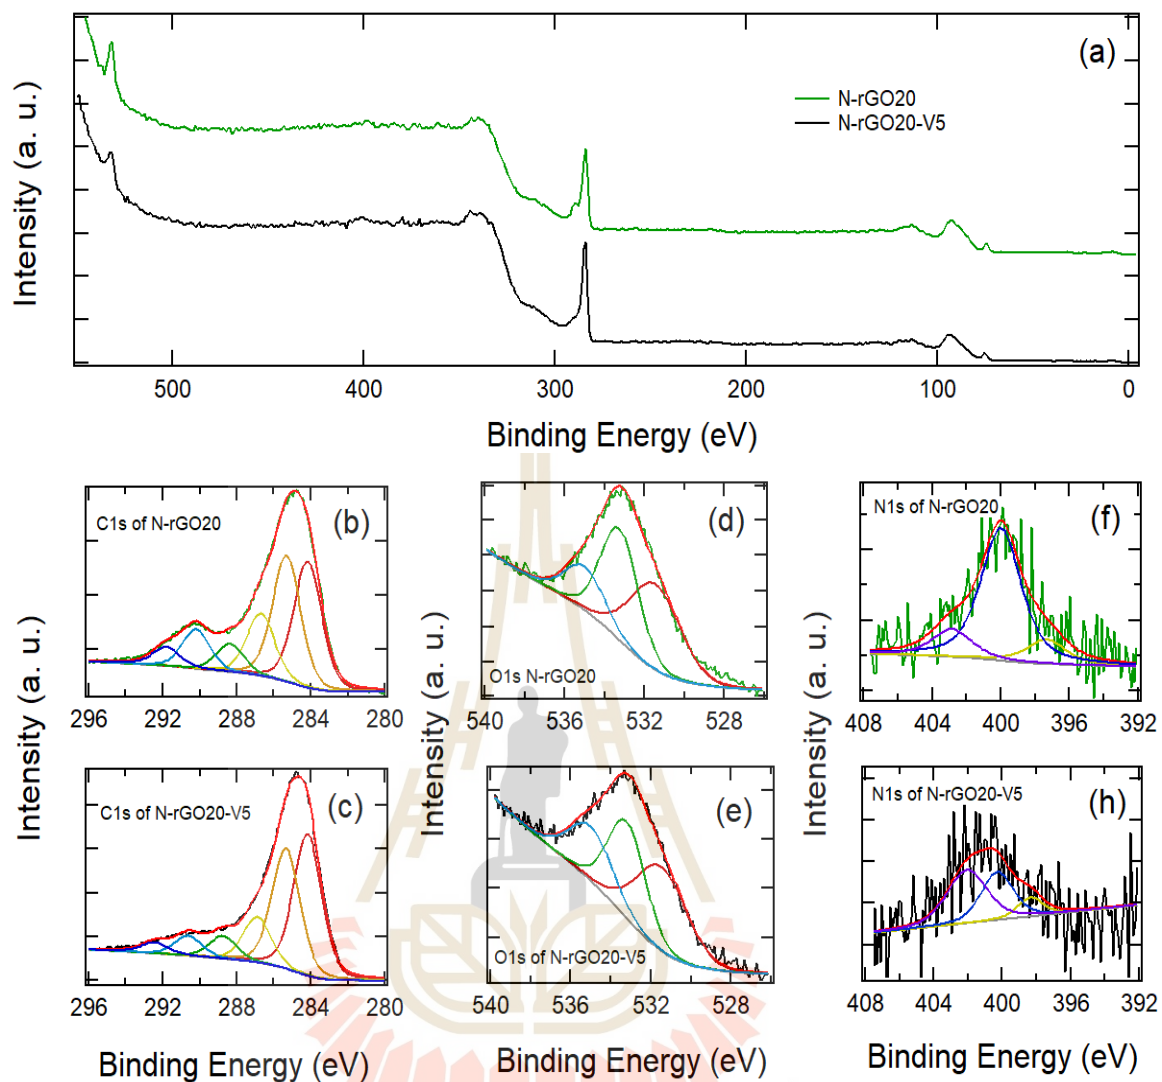 (a)
N-rGO20
N-rGO20-V5
Intensity (a. u.)
500 400 300 200 100 0
Binding Energy (eV)
C1s of N-rGO20 (b)
296 292 288 284 280
(d)
O1s N-rGO20
540 536 532 528
N1s of N-rGO20 (f)
408 404 400 396 392
Intensity (a. u.)
Intensity (a. u.)
Intensity (a. u.)
C1s of N-rGO20-V5 (c)
296 292 288 284 280
(e)
O1s of N-rGO20-V5
540 536 532 528
N1s of N-rGO20-V5 (h)
408 404 400 396 392
Binding Energy (eV)
Binding Energy (eV)
Binding Energy (eV)